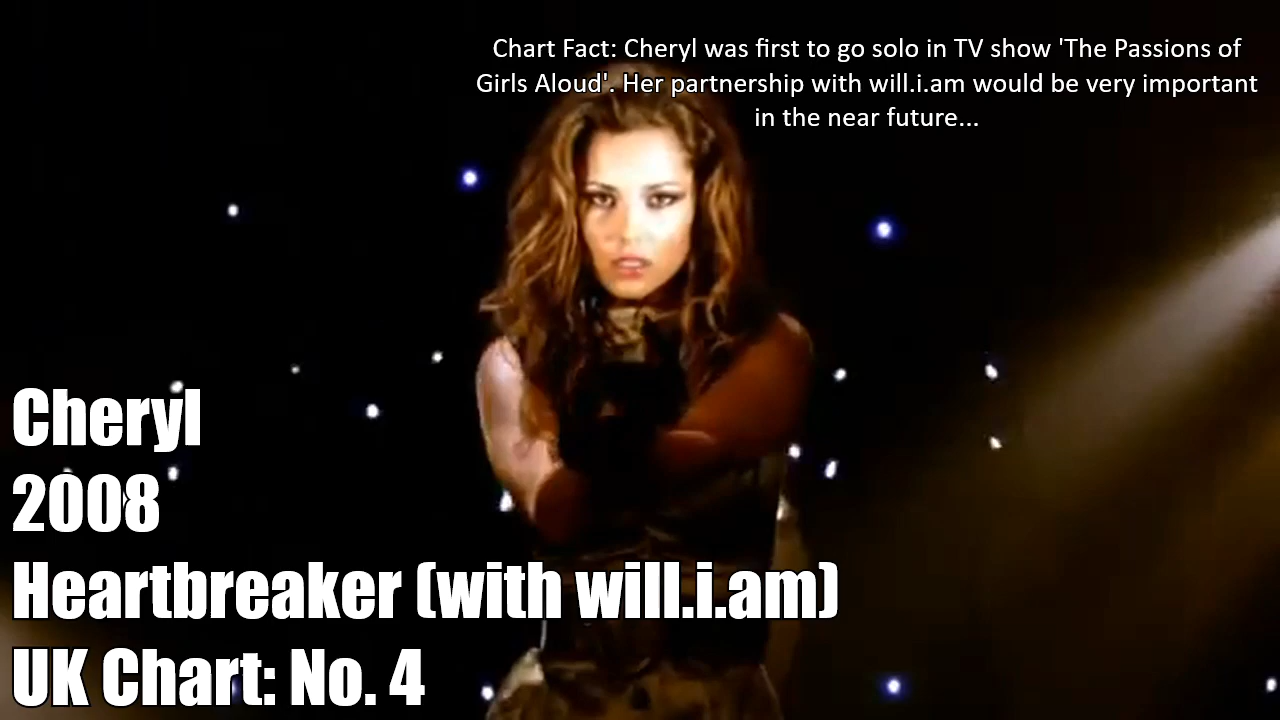 Chart Fact: Cheryl was first to go solo in TV show 'The Passions of
Girls Aloud'. Her partnership with will.i.am would be very important
in the near future...
Cheryl
2008
Heartbreaker (with will.i.am)
UK Chart: No. 4